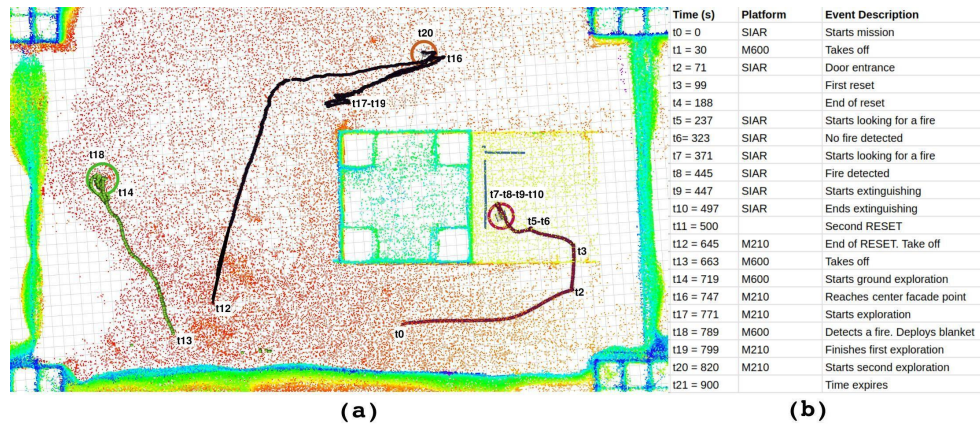 t20
t16
t17-t19
t18
t14
t7-t8-t9-t10
t5-t6
t3
t2
t12
t13
t0
(a)
Time (s) Platform Event Description
t0 = 0 SIAR Starts mission
t1 = 30 M600 Takes off
t2 = 71 SIAR Door entrance
t3 = 99 First reset
t4 = 188 End of reset
t5 = 237 SIAR Starts looking for a fire
t6 = 323 SIAR No fire detected
t7 = 371 SIAR Starts looking for a fire
t8 = 445 SIAR Fire detected
t9 = 447 SIAR Starts extinguishing
t10 = 497 SIAR Ends extinguishing
t11 = 500 Second RESET
t12 = 645 M210 End of RESET. Take off
t13 = 663 M600 Takes off
t14 = 719 M600 Starts ground exploration
t16 = 747 M210 Reaches center facade point
t17 = 771 M210 Starts exploration
t18 = 789 M600 Detects a fire. Deploys blanket
t19 = 799 M210 Finishes first exploration
t20 = 820 M210 Starts second exploration
t21 = 900 Time expires
(b)